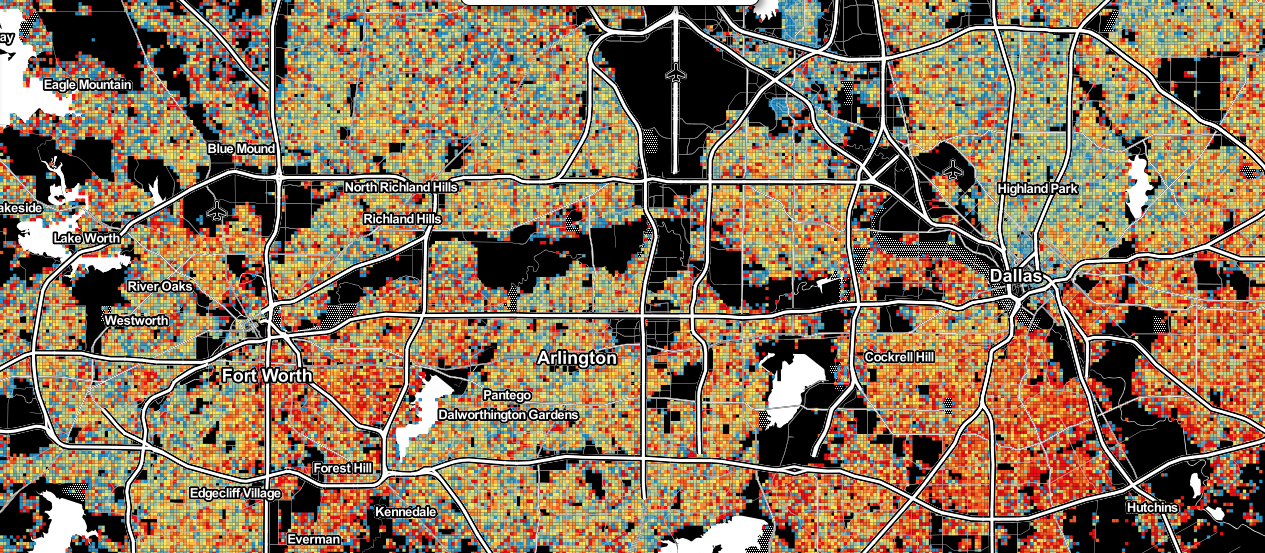 ay
Eagle Mountain
Blue Mound
North Richland Hills
Highland Park
akeside
Richland Hills
Lake Worth
Dallas
River Oaks
Westworth
Arlington
Cockrell Hill
Fort Worth
Pantego
Dalworthington Gardens
Forest Hill
Edgecliff Village
Hutchins
Kennedale
Everman